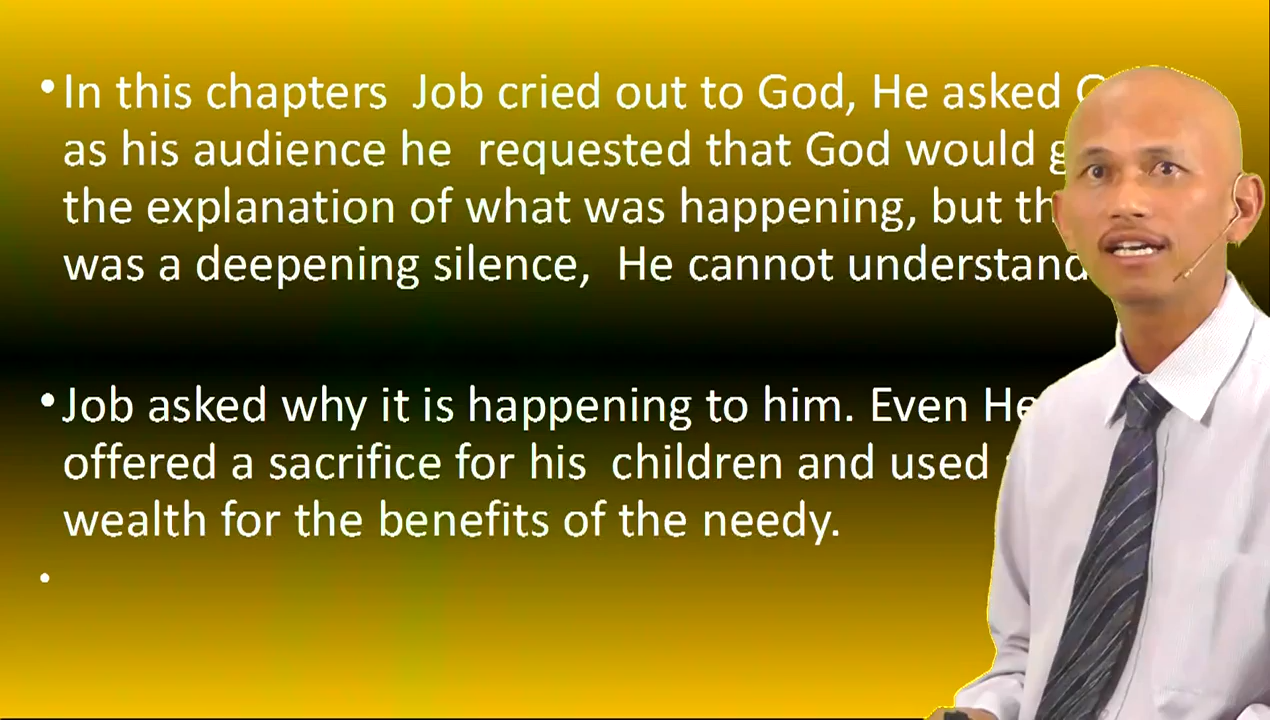 • In this chapters Job cried out to God, He asked
as his audience he requested that God would
the explanation of what was happening, but
was a deepening silence, He cannot understand
• Job asked why it is happening to him. Even He
offered a sacrifice for his children and used
wealth for the benefits of the needy.
•